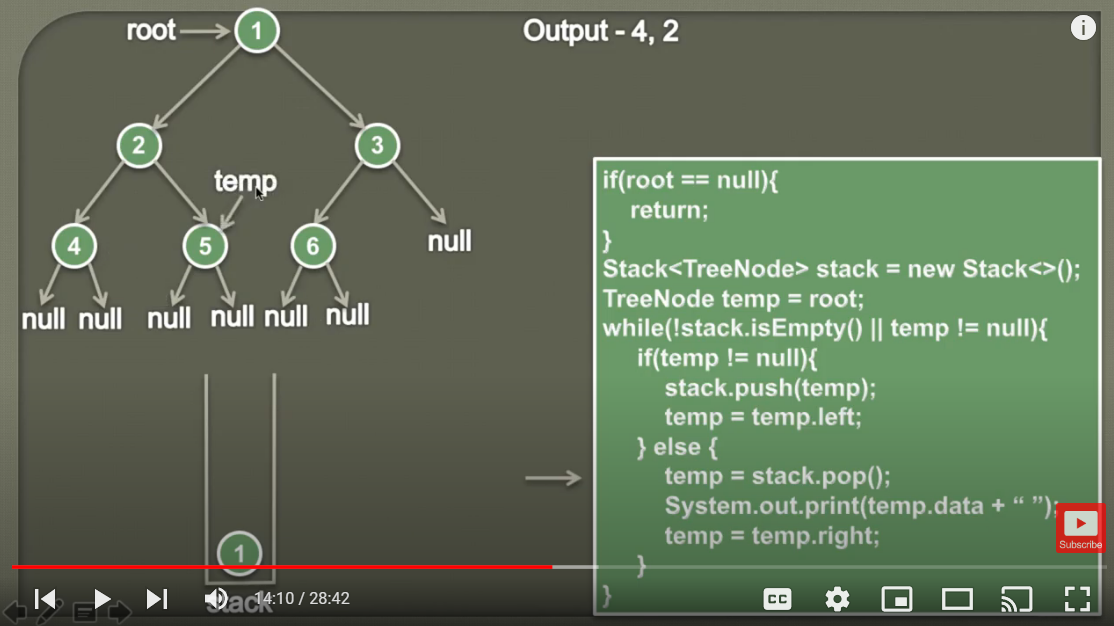 root
1
Output - 4, 2
2
3
temp
4
5
6
null
null
null
null
null
null
null
if(root == null){
return;
}
Stack<TreeNode> stack = new Stack<>();
TreeNode temp = root;
while(!stack.isEmpty() || temp != null){
if(temp != null){
stack.push(temp);
temp = temp.left;
} else {
temp = stack.pop();
System.out.print(temp.data + “ ”);
temp = temp.right;
}
}
1
stack
Subscribe
14:10 / 28:42
CC